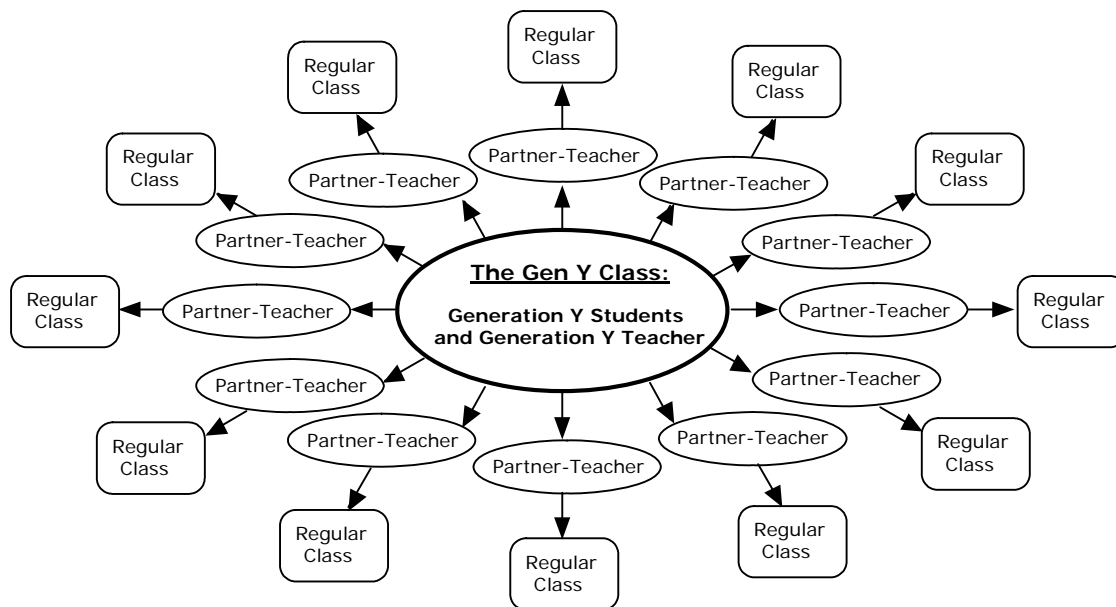 Regular
Class
Regular
Class
Regular
Class
Regular
Class
Regular
Class
Partner-Teacher
Partner-Teacher
Partner-Teacher
Partner-Teacher
Partner-Teacher
The Gen Y Class:
Generation Y Students
and Generation Y Teacher
Regular
Class
Partner-Teacher
Partner-Teacher
Regular
Class
Partner-Teacher
Partner-Teacher
Partner-Teacher
Partner-Teacher
Partner-Teacher
Regular
Class
Regular
Class
Regular
Class
Regular
Class
Regular
Class